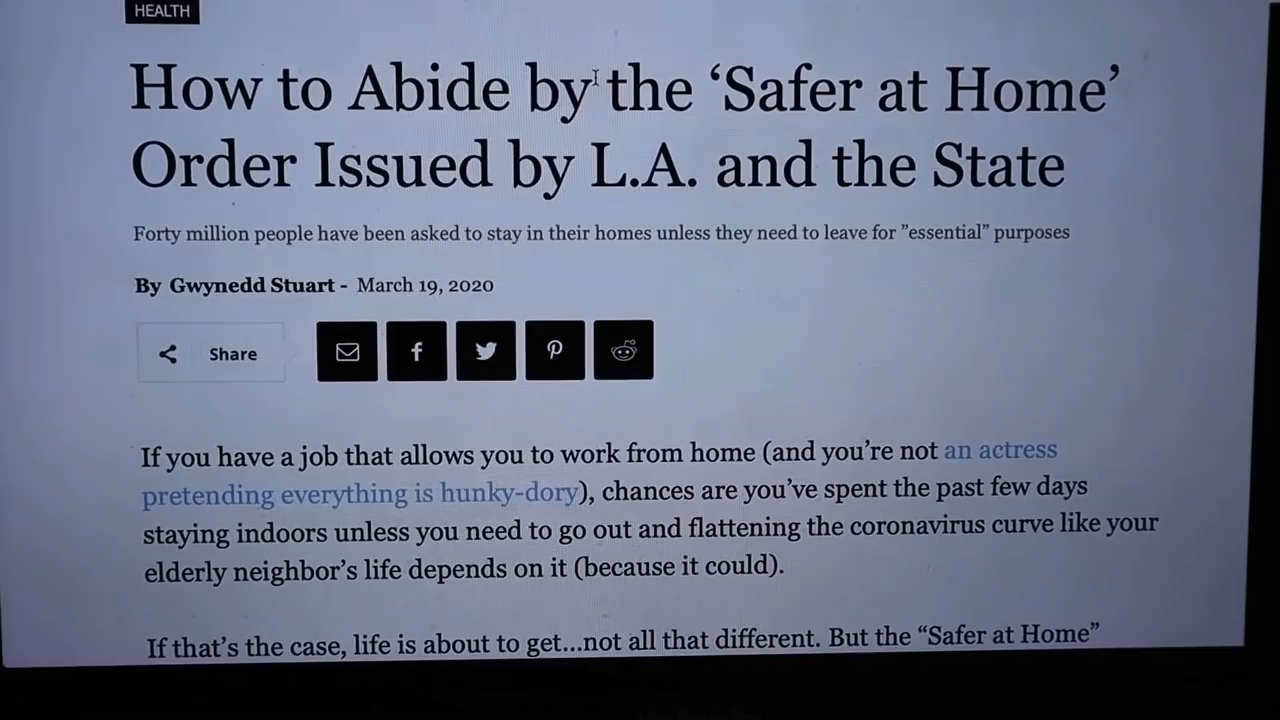 HEALTH
How to Abide by the ‘Safer at Home’
Order Issued by L.A. and the State
Forty million people have been asked to stay in their homes unless they need to leave for ”essential” purposes
By Gwynedd Stuart - March 19, 2020
Share
If you have a job that allows you to work from home (and you’re not an actress
pretending everything is hunky-dory), chances are you’ve spent the past few days
staying indoors unless you need to go out and flattening the coronavirus curve like your
elderly neighbor’s life depends on it (because it could).
If that’s the case, life is about to get...not all that different. But the “Safer at Home”